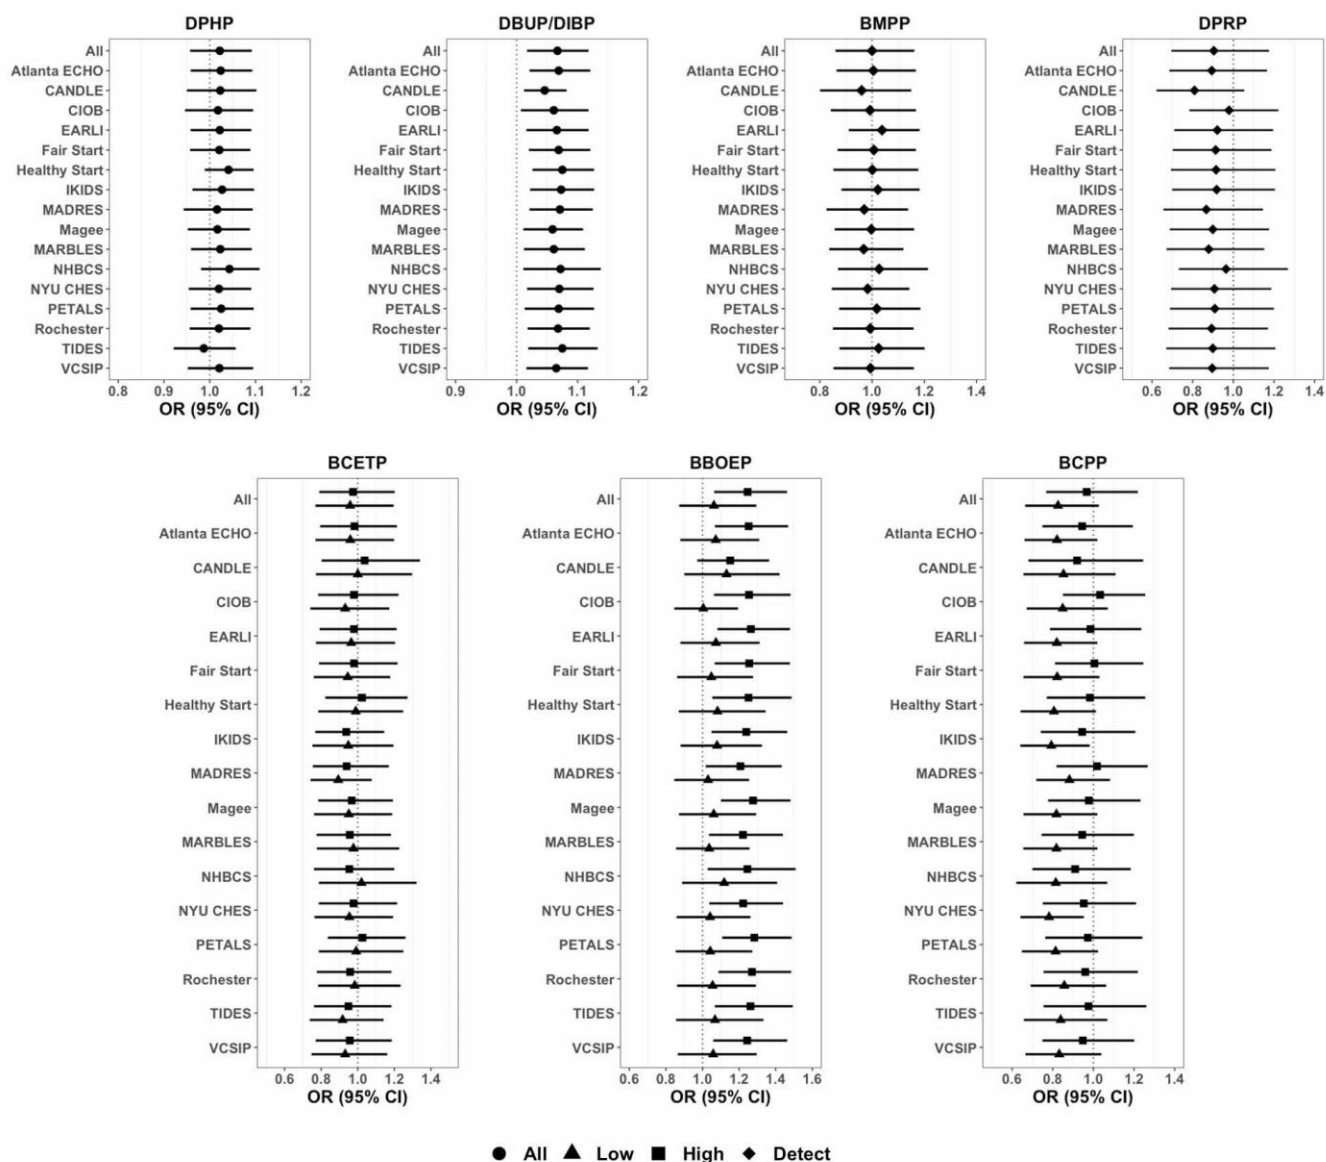 DPHP
All
Atlanta ECHO
CANDLE
CIOB
EARLI
Fair Start
Healthy Start
IKIDS
MADRES
Magee
MARBLES
NHBCS
NYU CHES
PETALS
Rochester
TIDES
VCSIP
0.8 0.9 1.0 1.1 1.2
OR (95% CI)
DBUP/DIBP
All
Atlanta ECHO
CANDLE
CIOB
EARLI
Fair Start
Healthy Start
IKIDS
MADRES
Magee
MARBLES
NHBCS
NYU CHES
PETALS
Rochester
TIDES
VCSIP
0.9 1.0 1.1 1.2
OR (95% CI)
BMPP
All
Atlanta ECHO
CANDLE
CIOB
EARLI
Fair Start
Healthy Start
IKIDS
MADRES
Magee
MARBLES
NHBCS
NYU CHES
PETALS
Rochester
TIDES
VCSIP
0.8 1.0 1.2 1.4
OR (95% CI)
DPRP
All
Atlanta ECHO
CANDLE
CIOB
EARLI
Fair Start
Healthy Start
IKIDS
MADRES
Magee
MARBLES
NHBCS
NYU CHES
PETALS
Rochester
TIDES
VCSIP
0.6 0.8 1.0 1.2 1.4
OR (95% CI)
BCETP
All
Atlanta ECHO
CANDLE
CIOB
EARLI
Fair Start
Healthy Start
IKIDS
MADRES
Magee
MARBLES
NHBCS
NYU CHES
PETALS
Rochester
TIDES
VCSIP
0.6 0.8 1.0 1.2 1.4
OR (95% CI)
BBOEP
All
Atlanta ECHO
CANDLE
CIOB
EARLI
Fair Start
Healthy Start
IKIDS
MADRES
Magee
MARBLES
NHBCS
NYU CHES
PETALS
Rochester
TIDES
VCSIP
0.6 0.8 1.0 1.2 1.4 1.6
OR (95% CI)
BCPP
All
Atlanta ECHO
CANDLE
CIOB
EARLI
Fair Start
Healthy Start
IKIDS
MADRES
Magee
MARBLES
NHBCS
NYU CHES
PETALS
Rochester
TIDES
VCSIP
0.6 0.8 1.0 1.2 1.4
OR (95% CI)
All Low High Detect